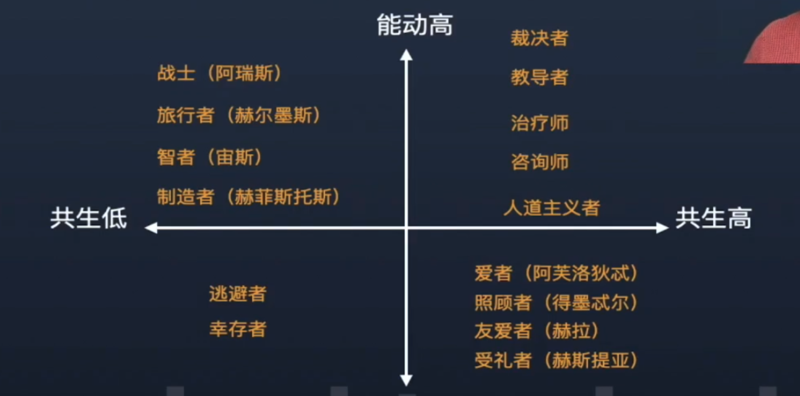 能动高
裁决者
战士（阿瑞斯）
教导者
旅行者（赫尔墨斯）
治疗师
智者（宙斯）
咨询师
制造者（赫菲斯托斯）
人道主义者
共生低
共生高
爱者（阿芙洛狄忒）
逃避者
照顾者（得墨忒尔）
幸存者
友爱者（赫拉）
受礼者（赫斯提亚）